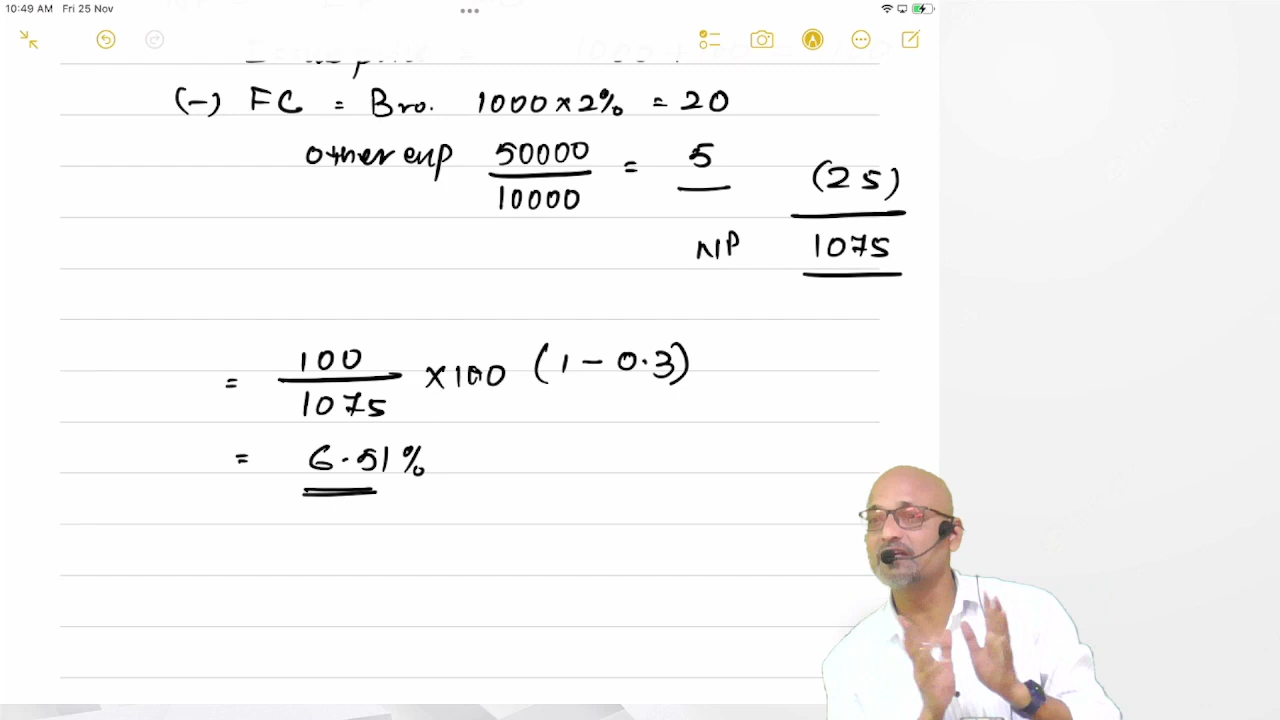 10:49 AM Fri 25 Nov
(-) FC = Bro. 1000 × 2% = 20
other exp 50000/10000 = 5 (25)
NP 1075
= 100/1075 × 100 (1 - 0.3)
= 6.51%